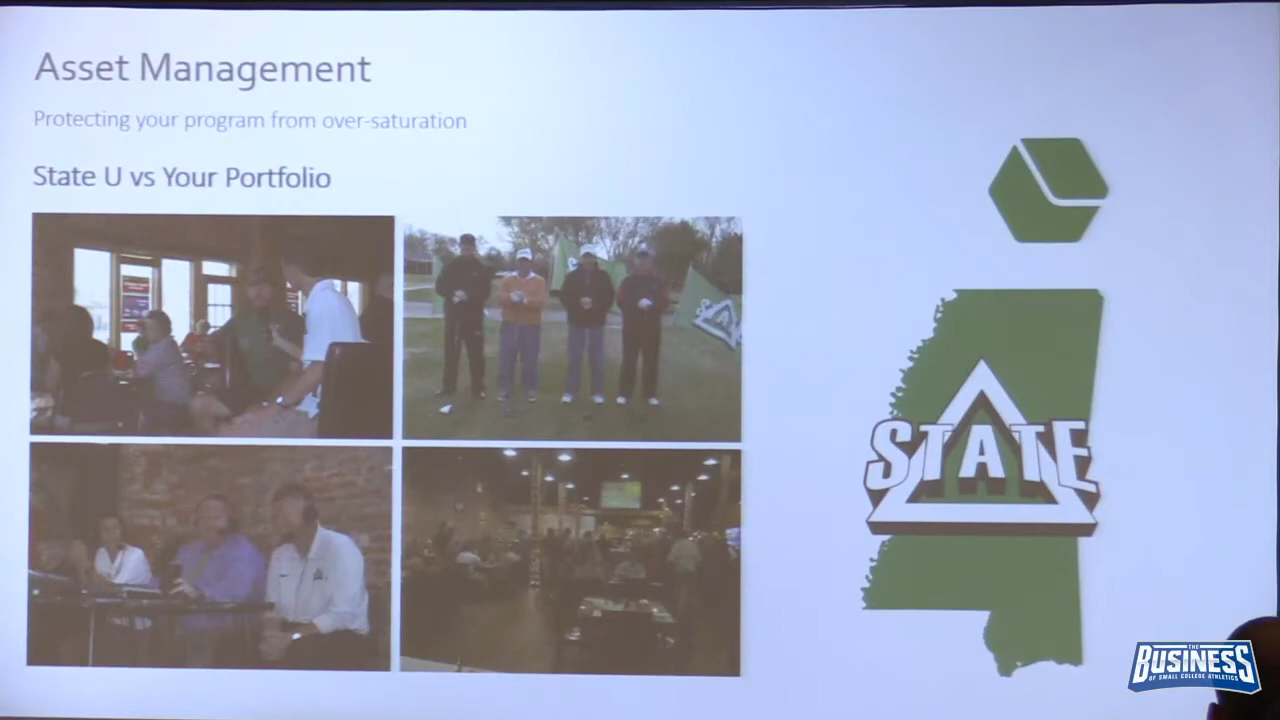 Asset Management
Protecting your program from over-saturation
State U vs Your Portfolio
STATE
THE
BUSINESS
OF SMALL COLLEGE ATHLETICS